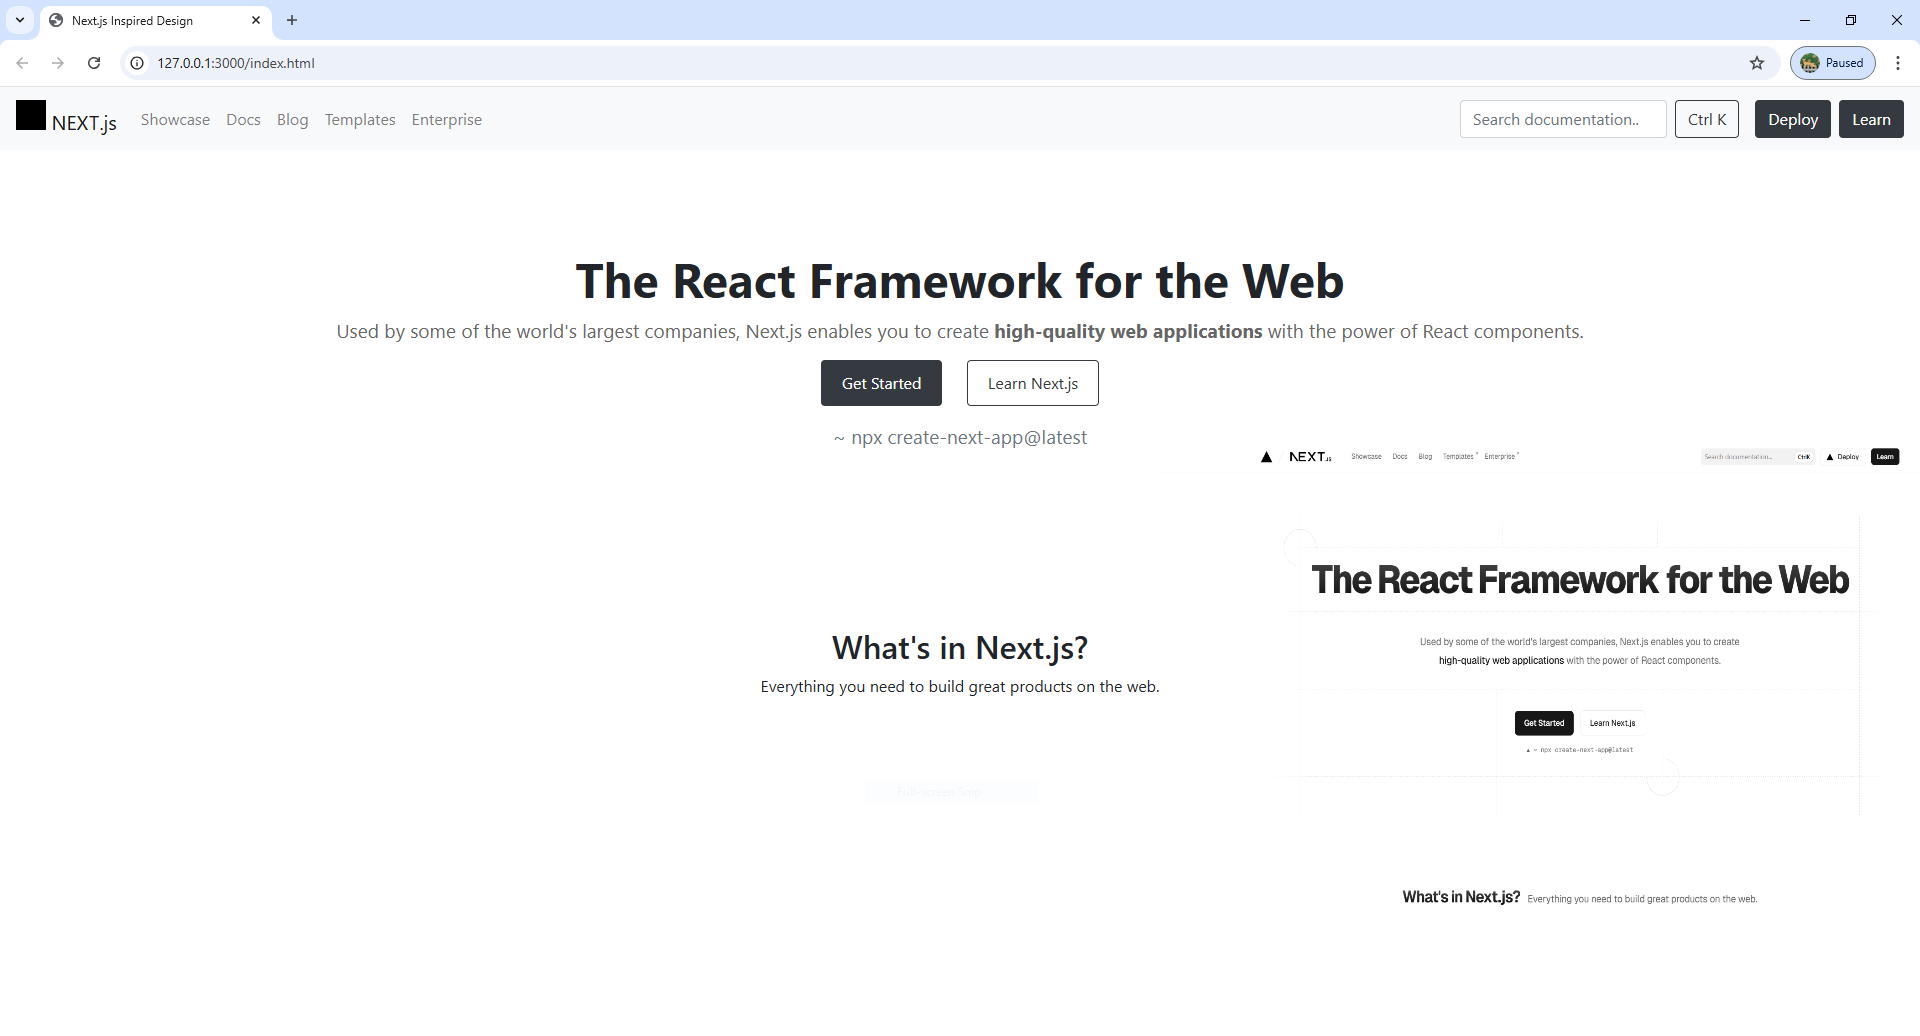 Next.js Inspired Design
127.0.0.1:3000/index.html
Paused
NEXT.js Showcase Docs Blog Templates Enterprise Search documentation.. Ctrl K Deploy Learn
The React Framework for the Web
Used by some of the world's largest companies, Next.js enables you to create high-quality web applications with the power of React components.
Get Started Learn Next.js
~ npx create-next-app@latest
What's in Next.js?
Everything you need to build great products on the web.
Full-screen Snip
NEXT.JS Showcase Docs Blog Templates Enterprise Search documentation... CtrlK Deploy Learn
The React Framework for the Web
Used by some of the world's largest companies, Next.js enables you to create
high-quality web applications with the power of React components.
Get Started Learn Next.js
▲ ~ npx create-next-app@latest
What's in Next.js? Everything you need to build great products on the web.